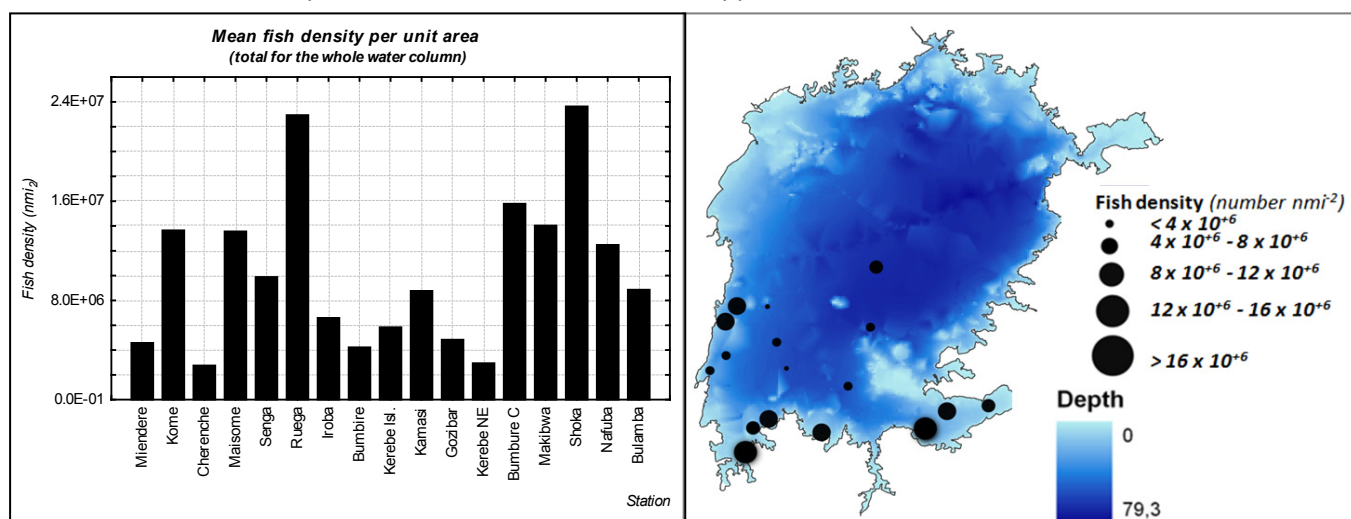 Mean fish density per unit area
(total for the whole water column)
2.4E+07
1.6E+07
8.0E+06
0.0E-01
Fish density (nmi2)
Miendere
Kome
Cherenche
Maisome
Senga
Ruega
Iroba
Bumbire
Kerebe Isl.
Kamasi
Gozibar
Kerebe NE
Bumbure C
Makibwa
Shoka
Nafuba
Bulamba
Station
Fish density (number nmi-2)
< 4 x 10+6
4 x 10+6 - 8 x 10+6
8 x 10+6 - 12 x 10+6
12 x 10+6 - 16 x 10+6
> 16 x 10+6
Depth
0
79,3